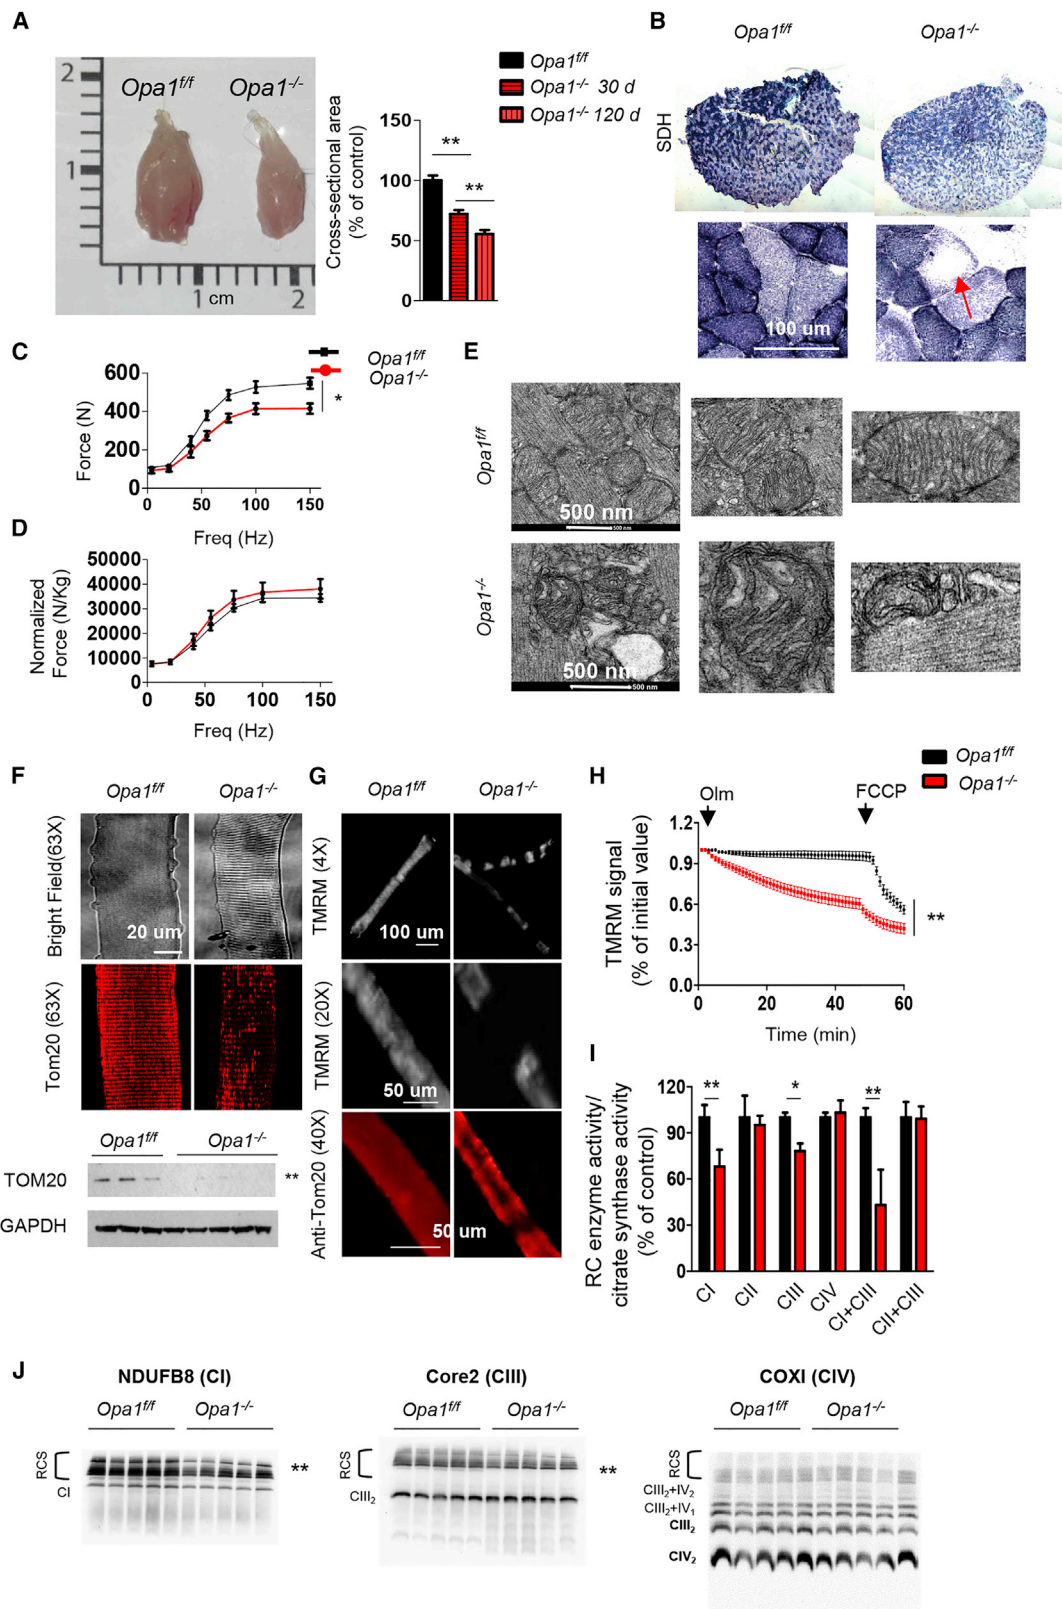 A
Opa1f/f Opa1-/-
2
1
1 cm 2
Opa1f/f
Opa1-/- 30 d
Opa1-/- 120 d
Cross-sectional area
(% of control)
150
100
50
0
**
**
B
Opa1f/f Opa1-/-
SDH
100 um
C
Opa1f/f
Opa1-/-
Force (N)
600
400
200
0
*
0 50 100 150
Freq (Hz)
D
Normalized
Force (N/Kg)
50000
40000
30000
20000
10000
0
0 50 100 150
Freq (Hz)
E
Opa1f/f
500 nm
500 nm
Opa1-/-
500 nm
500 nm
F
Opa1f/f Opa1-/-
Bright Field(63X)
20 um
Tom20 (63X)
Opa1f/f Opa1-/-
TOM20 **
GAPDH
G
Opa1f/f Opa1-/-
TMRM (4X)
100 um
TMRM (20X)
50 um
Anti-Tom20 (40X)
50 um
H
Opa1f/f
Opa1-/-
Olm FCCP
TMRM signal
(% of initial value)
1.2
0.9
0.6
0.3
0.0
**
0 20 40 60
Time (min)
I
RC enzyme activity/
citrate synthase activity
(% of control)
120
90
60
30
0
** * **
CI CII CIII CIV CI+CIII CII+CIII
J
NDUFB8 (CI)
Opa1f/f Opa1-/-
RCS
CI
**
Core2 (CIII)
Opa1f/f Opa1-/-
RCS
CIII2
**
COXI (CIV)
Opa1f/f Opa1-/-
RCS
CIII2+IV2
CIII2+IV1
CIII2
CIV2